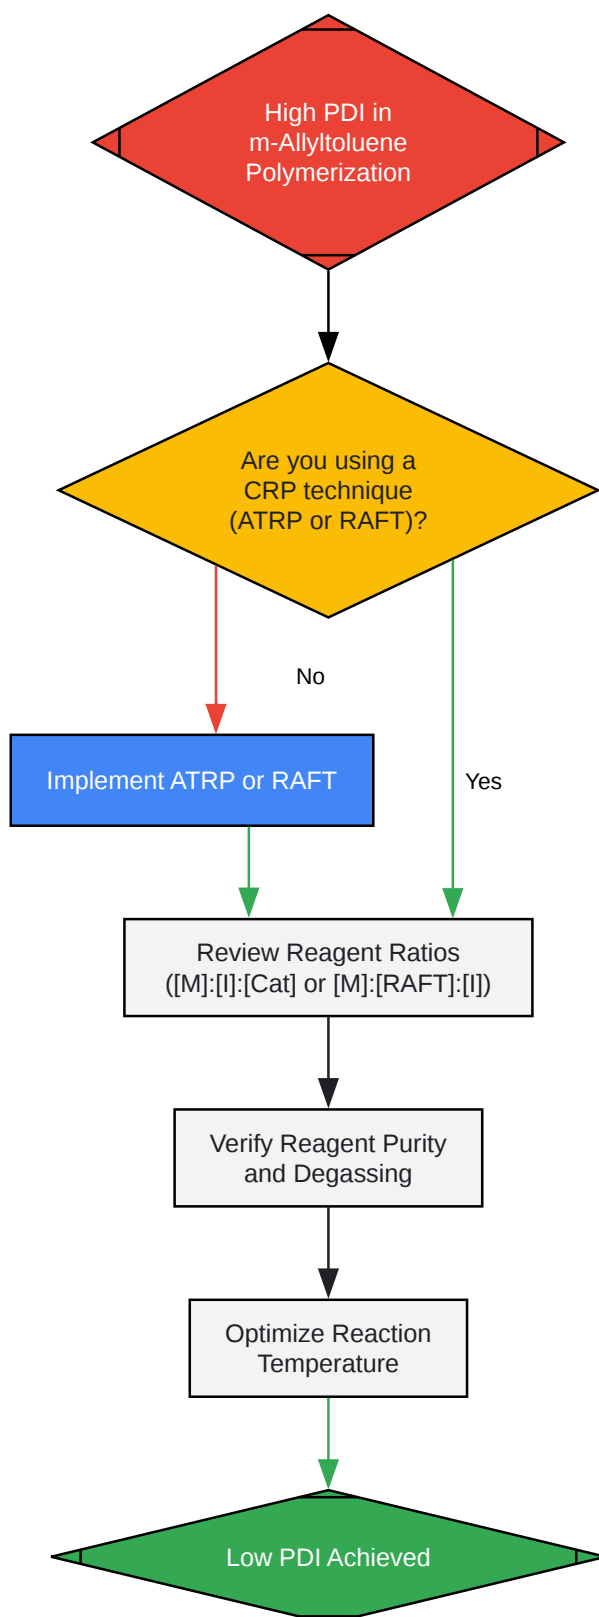 High PDI in
m-Allyltoluene
Polymerization
Are you using a
CRP technique
(ATRP or RAFT)?
No
Implement ATRP or RAFT
Yes
Review Reagent Ratios
([M]:[I]:[Cat] or [M]:[RAFT]:[I])
Verify Reagent Purity
and Degassing
Optimize Reaction
Temperature
Low PDI Achieved